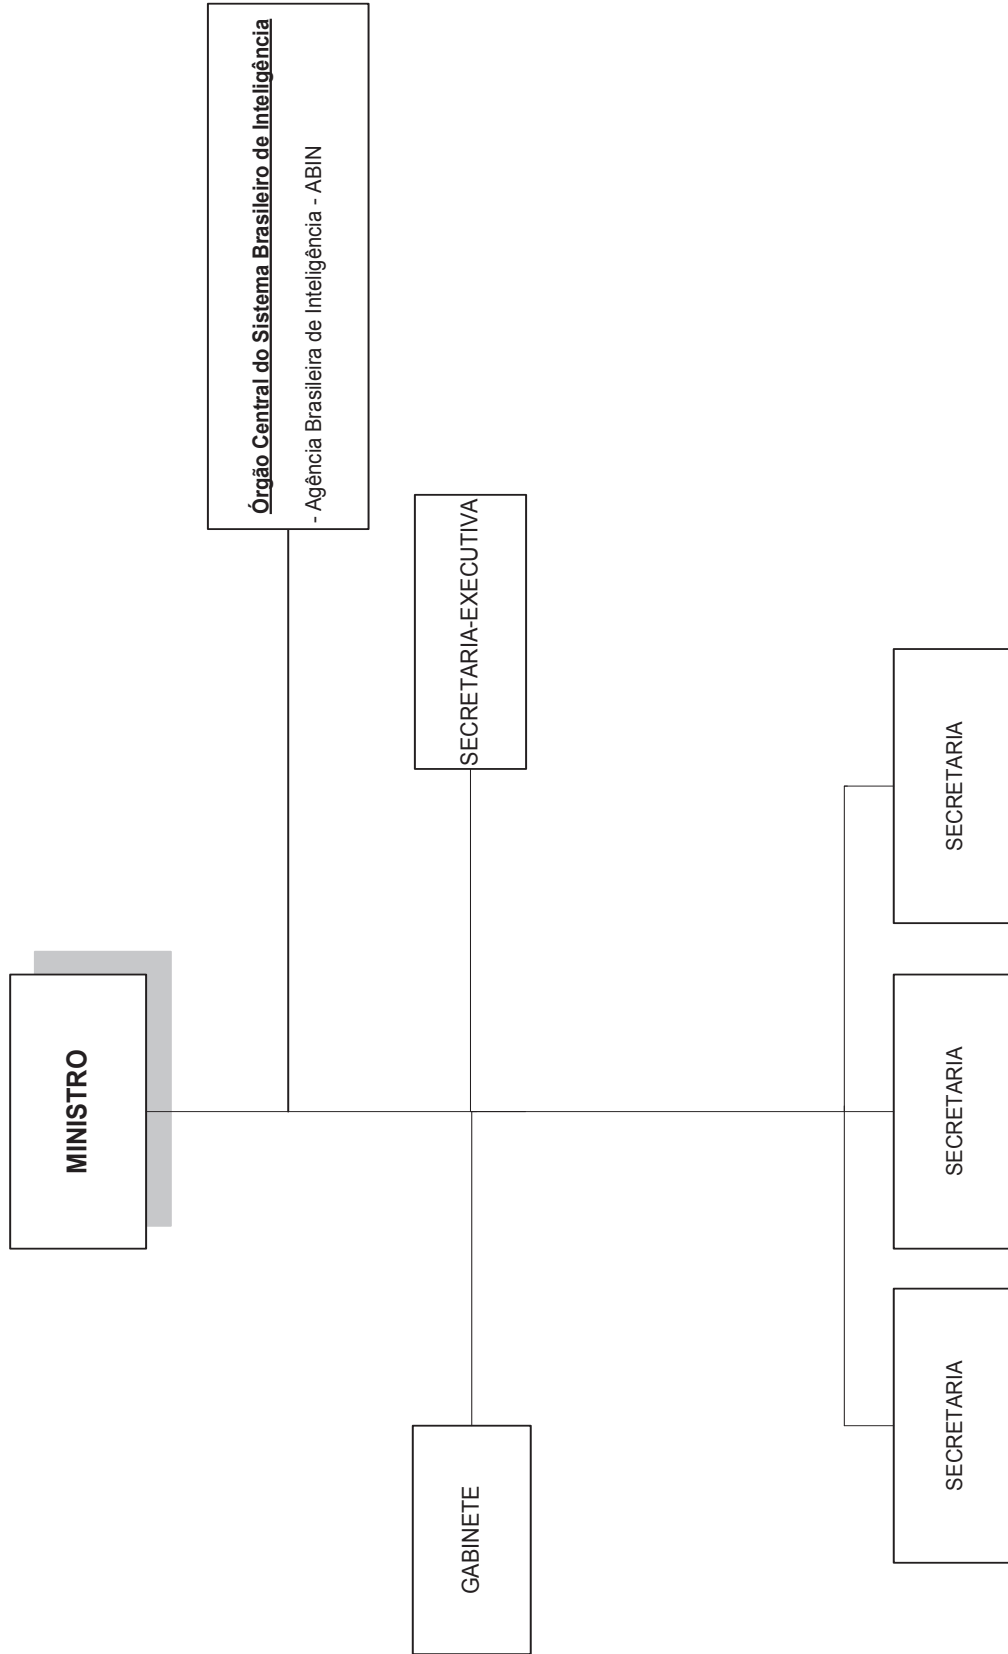 MINISTRO
Órgão Central do Sistema Brasileiro de Inteligência
- Agência Brasileira de Inteligência - ABIN
GABINETE
SECRETARIA-EXECUTIVA
SECRETARIA
SECRETARIA
SECRETARIA